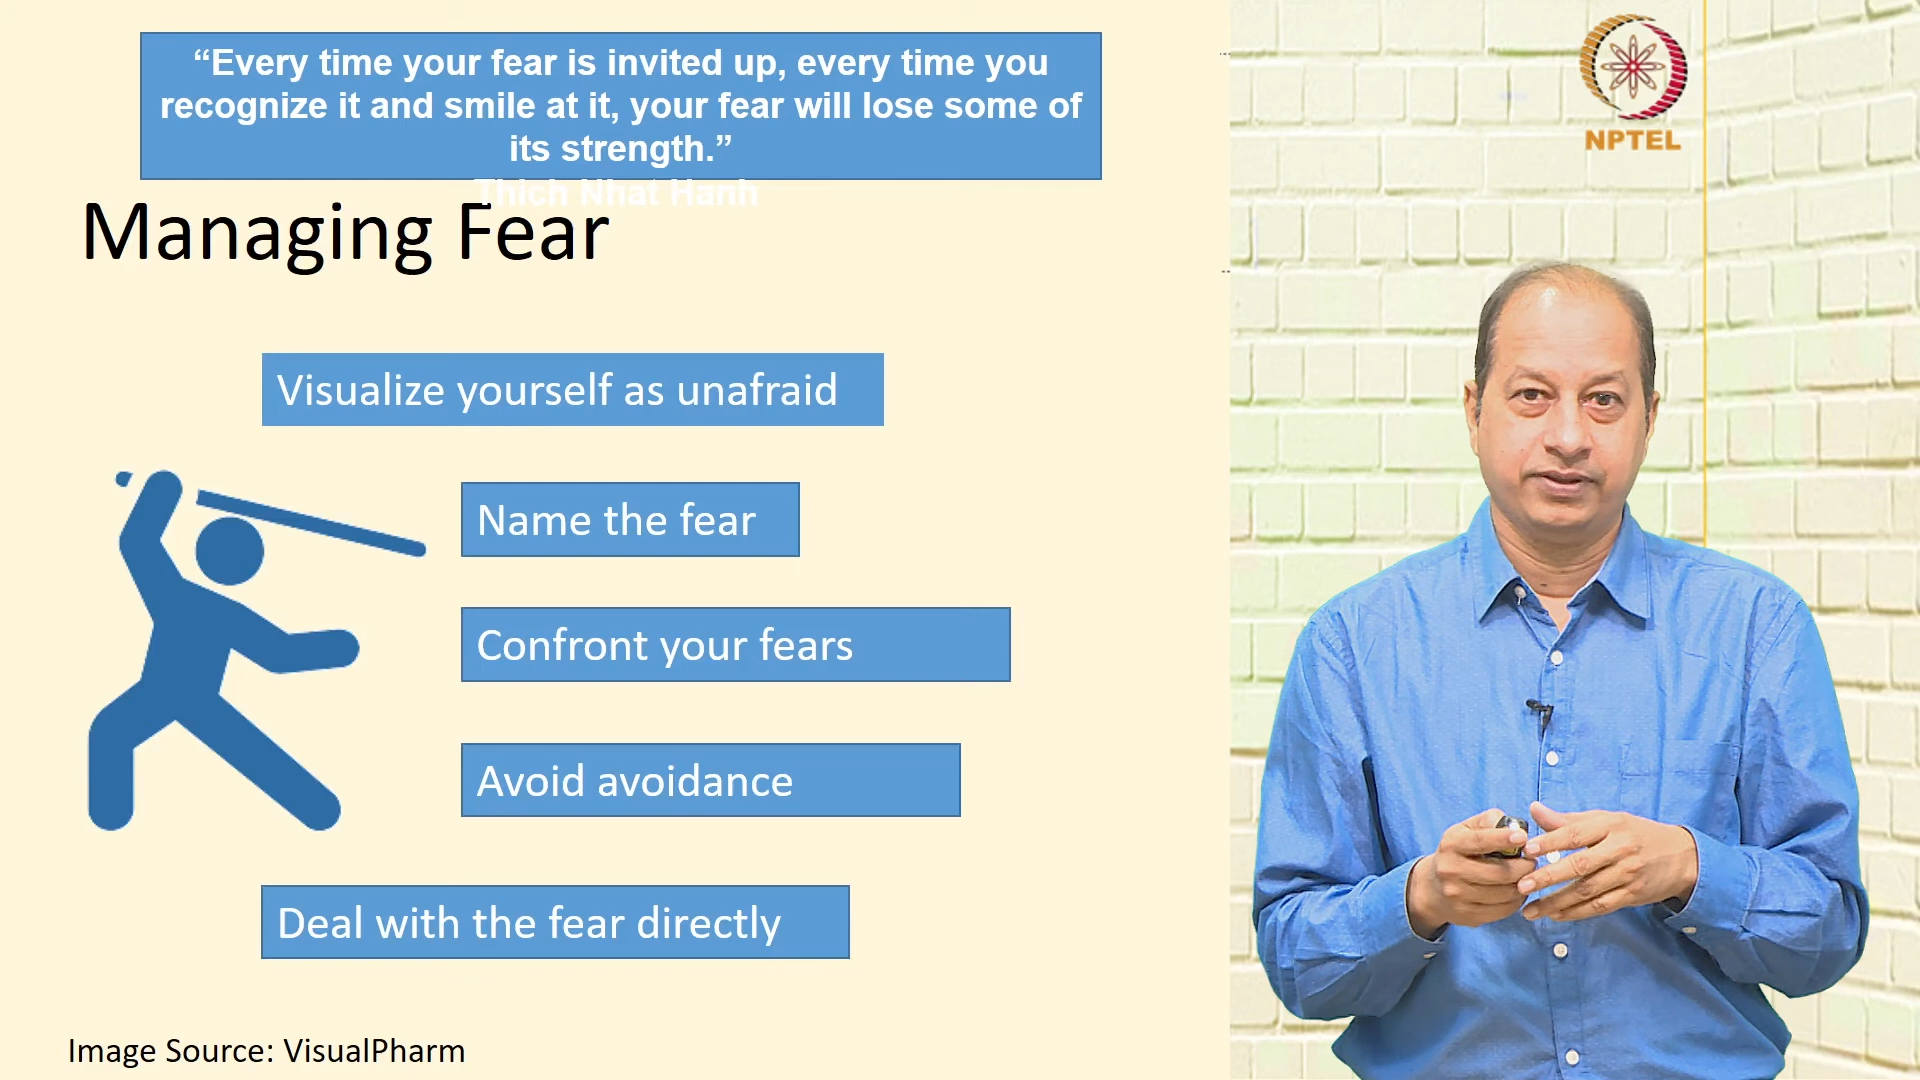 “Every time your fear is invited up, every time you
recognize it and smile at it, your fear will lose some of
its strength.”
Thich Nhat Hanh
Managing Fear
Visualize yourself as unafraid
Name the fear
Confront your fears
Avoid avoidance
Deal with the fear directly
Image Source: VisualPharm
NPTEL